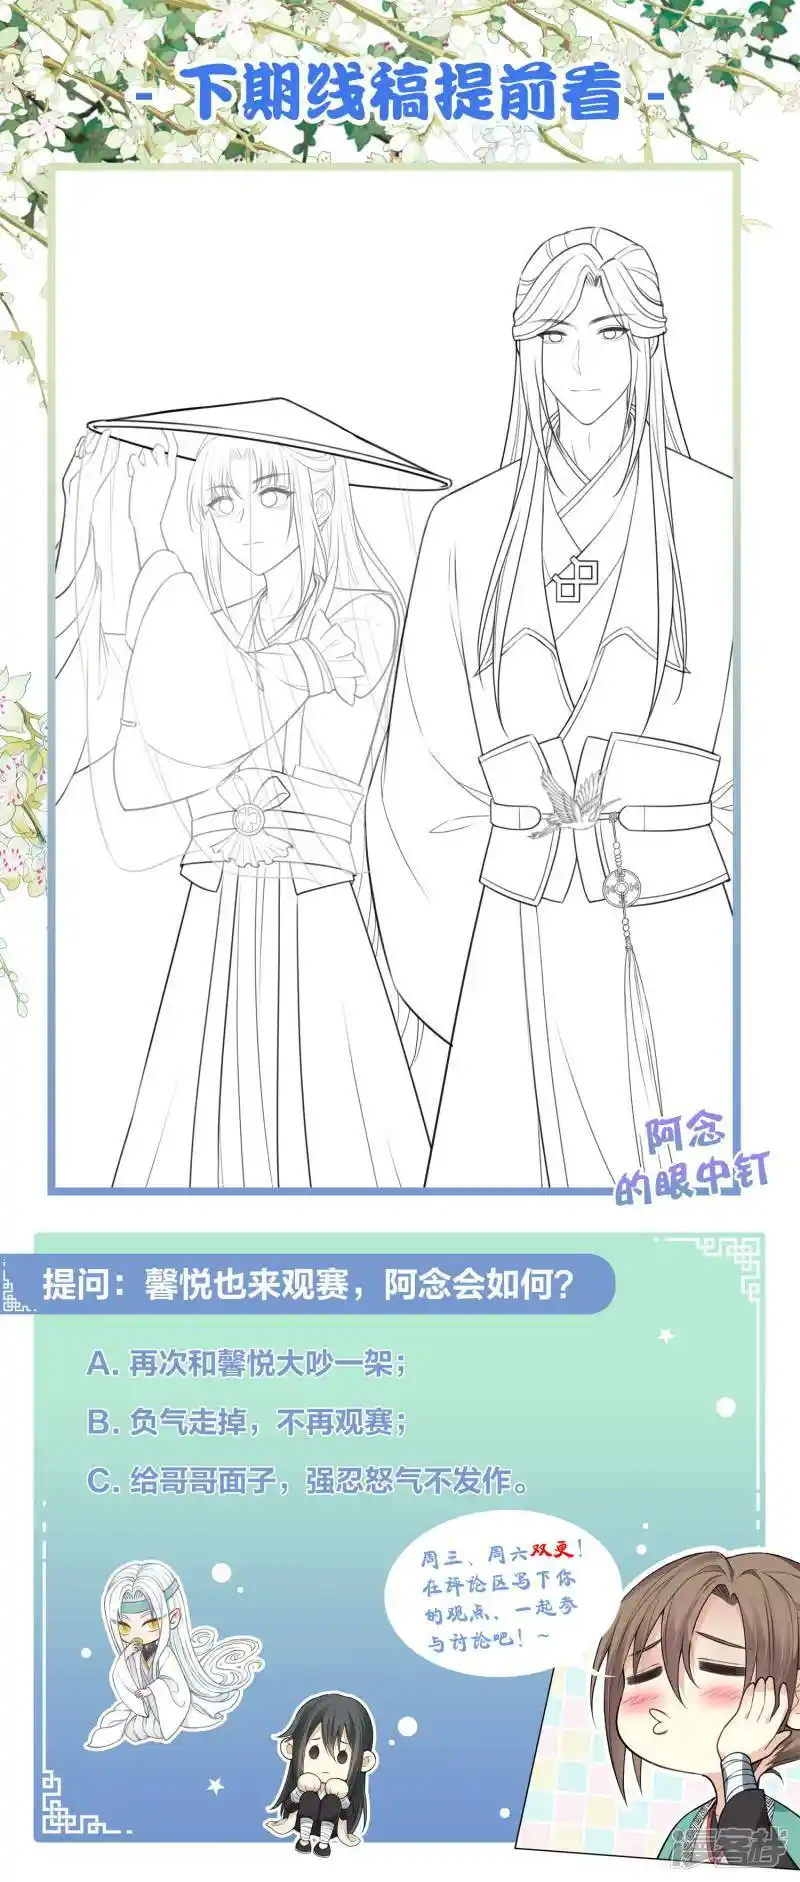 - 下期线稿提前看 -
阿念
的眼中钉
提问：馨悦也来观赛，阿念会如何？
A. 再次和馨悦大吵一架；
B. 负气走掉，不再观赛；
C. 给哥哥面子，强忍怒气不发作。
周三、周六双更！
在评论区写下你
的观点，一起参
与讨论吧！~
漫客栈